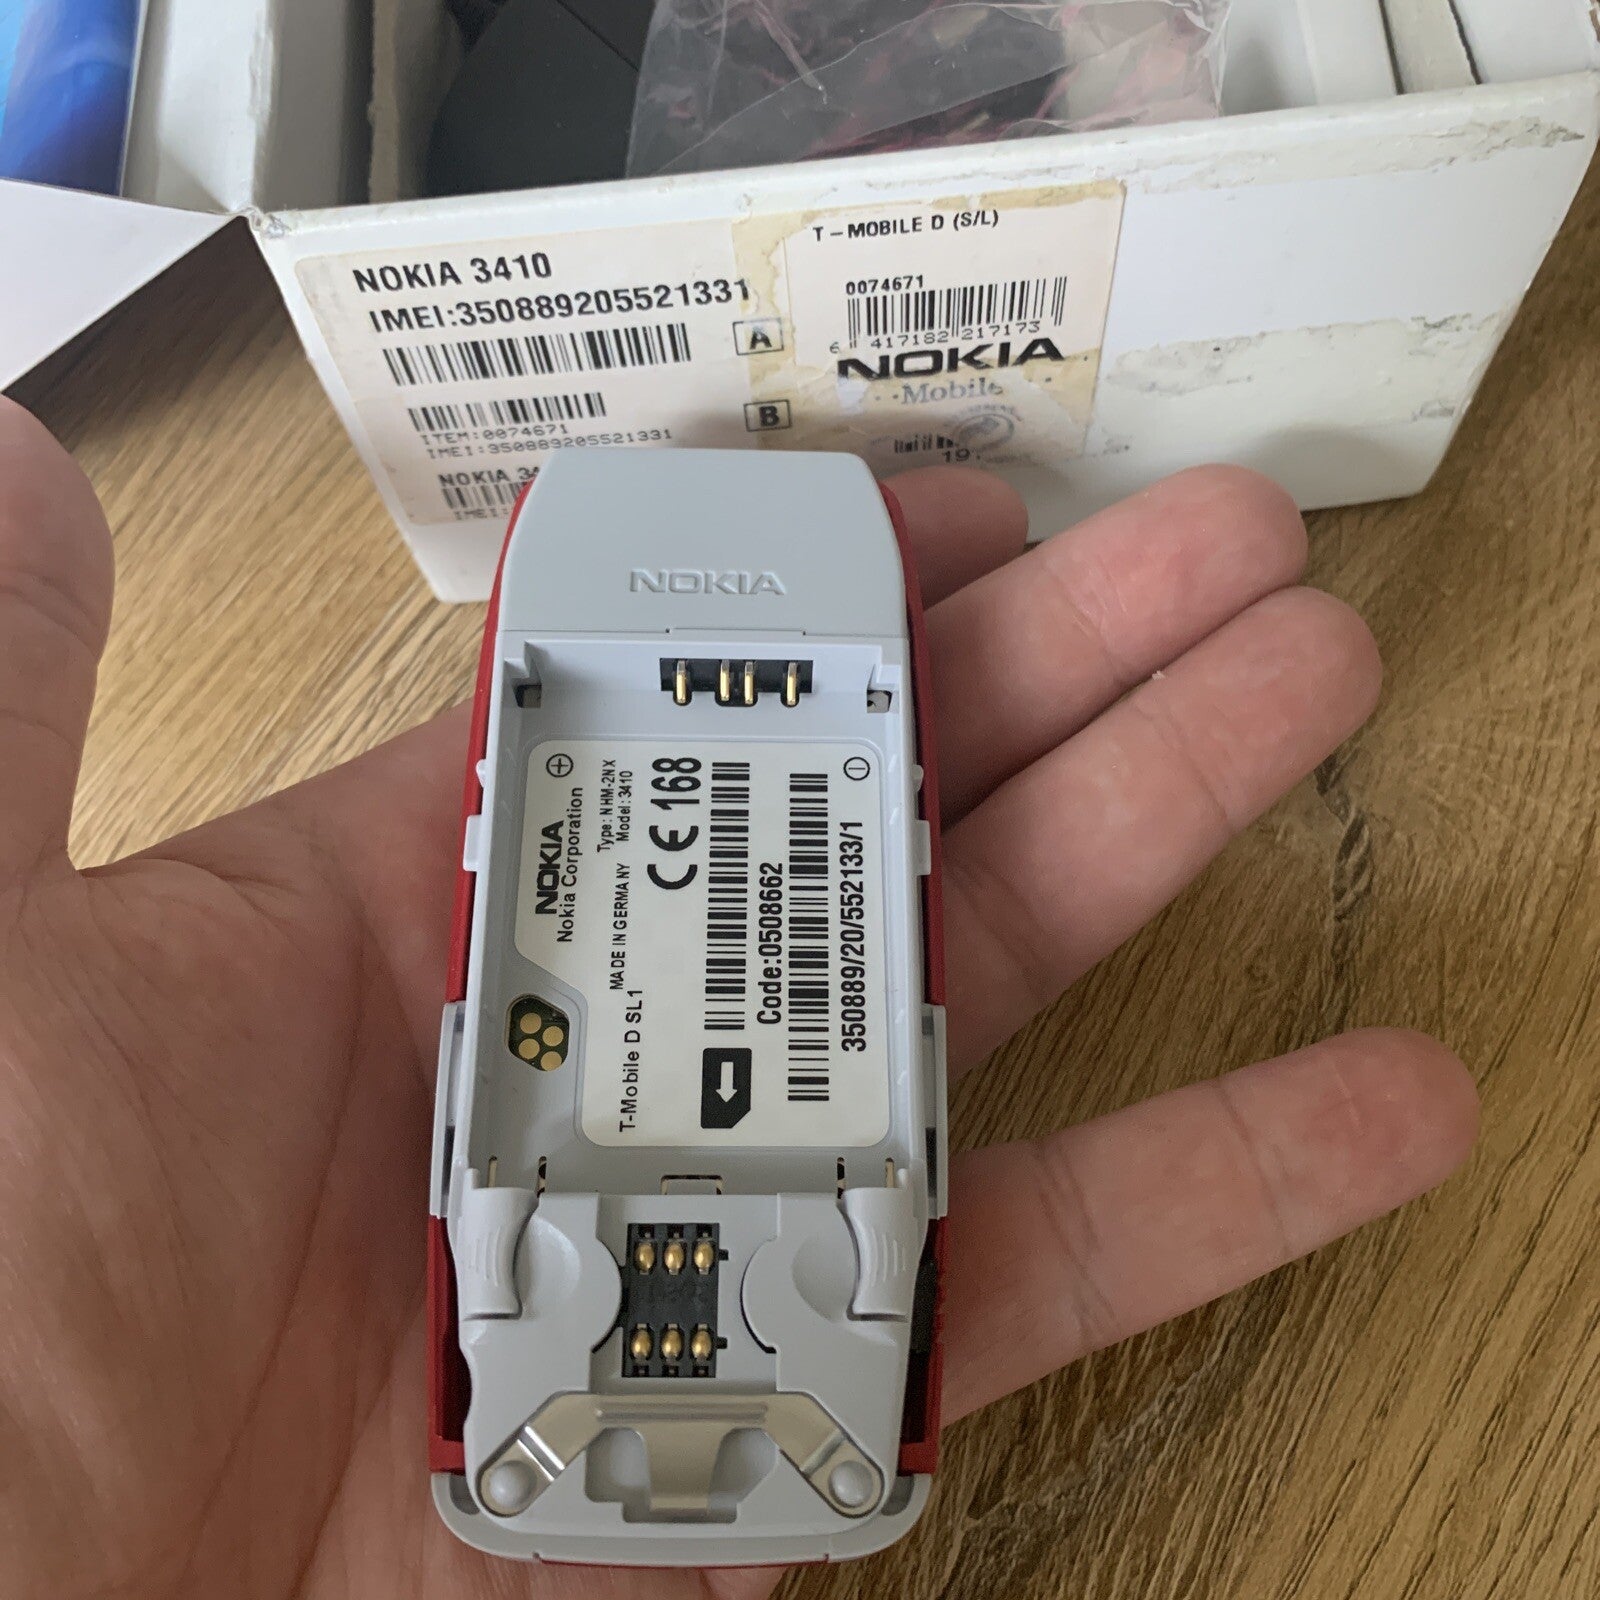 NOKIA 3410
IMEI:350889205521331
A
ITEM:0074671
IMEI:350889205521331
B
NOKIA 34
IMEI:
T-MOBILE D (S/L)
0074671
6 417182 217173
NOKIA
Mobile
19
NOKIA
NOKIA
Nokia Corporation
Type: NHM-2NX
Model: 3410
MADE IN GERMANY
T-Mobile D SL1
CE 168
Code:0508662
350889/20/552133/1